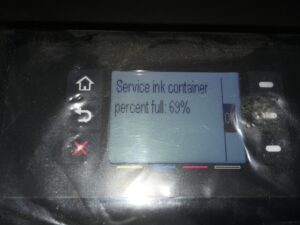 Service ink container
percent full: 69%